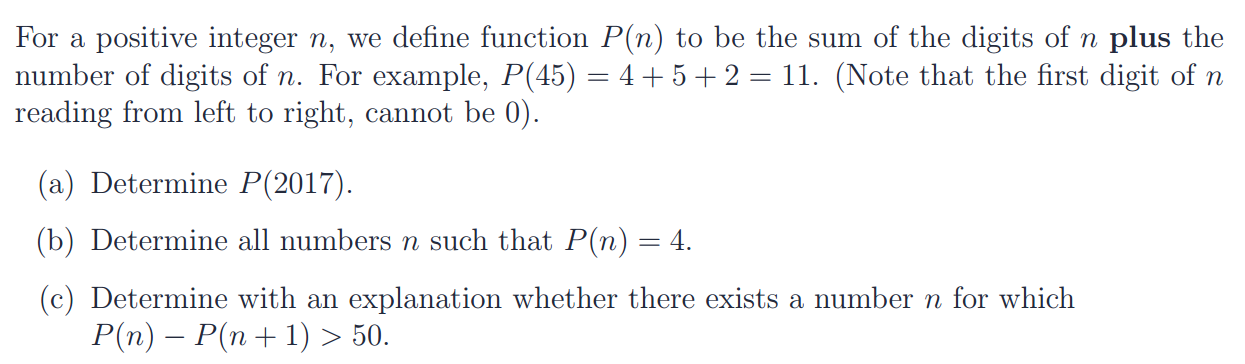 For a positive integer n, we define function P(n) to be the sum of the digits of n plus the
number of digits of n. For example, P(45) = 4 + 5 + 2 = 11. (Note that the first digit of n
reading from left to right, cannot be 0).
(a) Determine P(2017).
(b) Determine all numbers n such that P(n) = 4.
(c) Determine with an explanation whether there exists a number n for which
P(n) − P(n + 1) > 50.